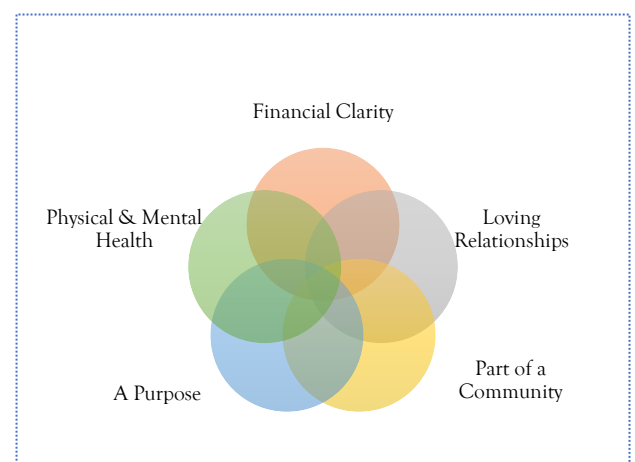 Financial Clarity
Physical & Mental
Health
Loving
Relationships
A Purpose
Part of a
Community